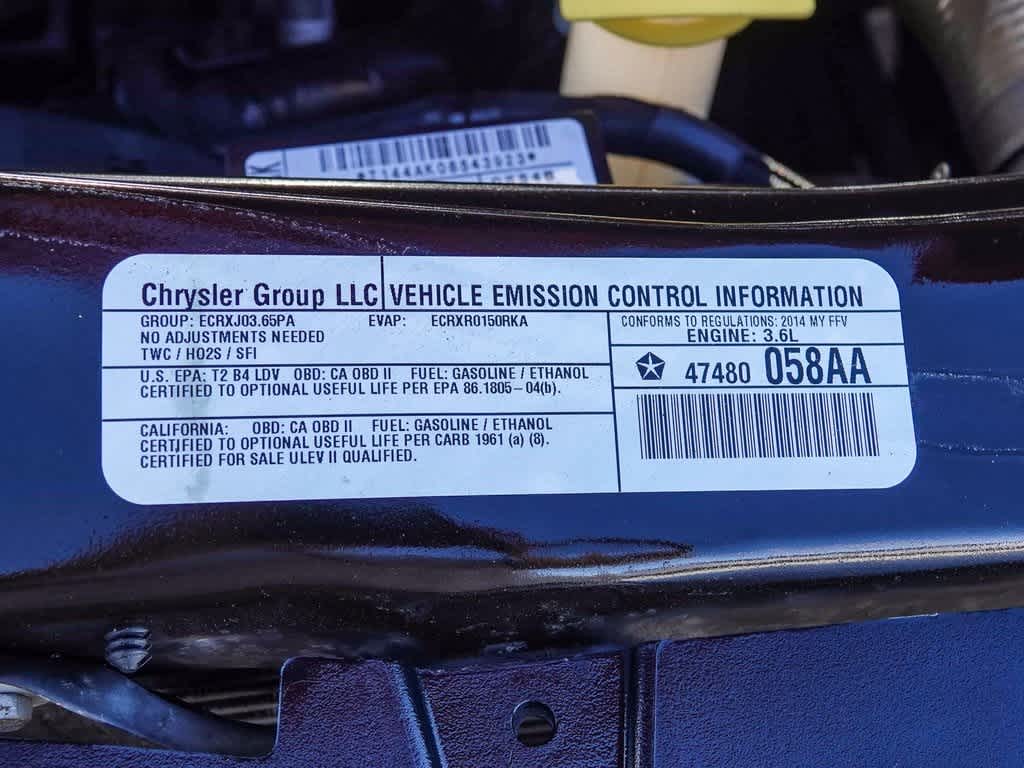 *T144AK08543923*
Chrysler Group LLC VEHICLE EMISSION CONTROL INFORMATION
GROUP: ECRXJ03.65PA EVAP: ECRXR0150RKA
NO ADJUSTMENTS NEEDED
TWC / HO2S / SFI
CONFORMS TO REGULATIONS: 2014 MY FFV
ENGINE: 3.6L
47480 058AA
U.S. EPA: T2 B4 LDV OBD: CA OBD II FUEL: GASOLINE / ETHANOL
CERTIFIED TO OPTIONAL USEFUL LIFE PER EPA 86.1805-04(b).
CALIFORNIA: OBD: CA OBD II FUEL: GASOLINE / ETHANOL
CERTIFIED TO OPTIONAL USEFUL LIFE PER CARB 1961 (a) (8).
CERTIFIED FOR SALE ULEV II QUALIFIED.